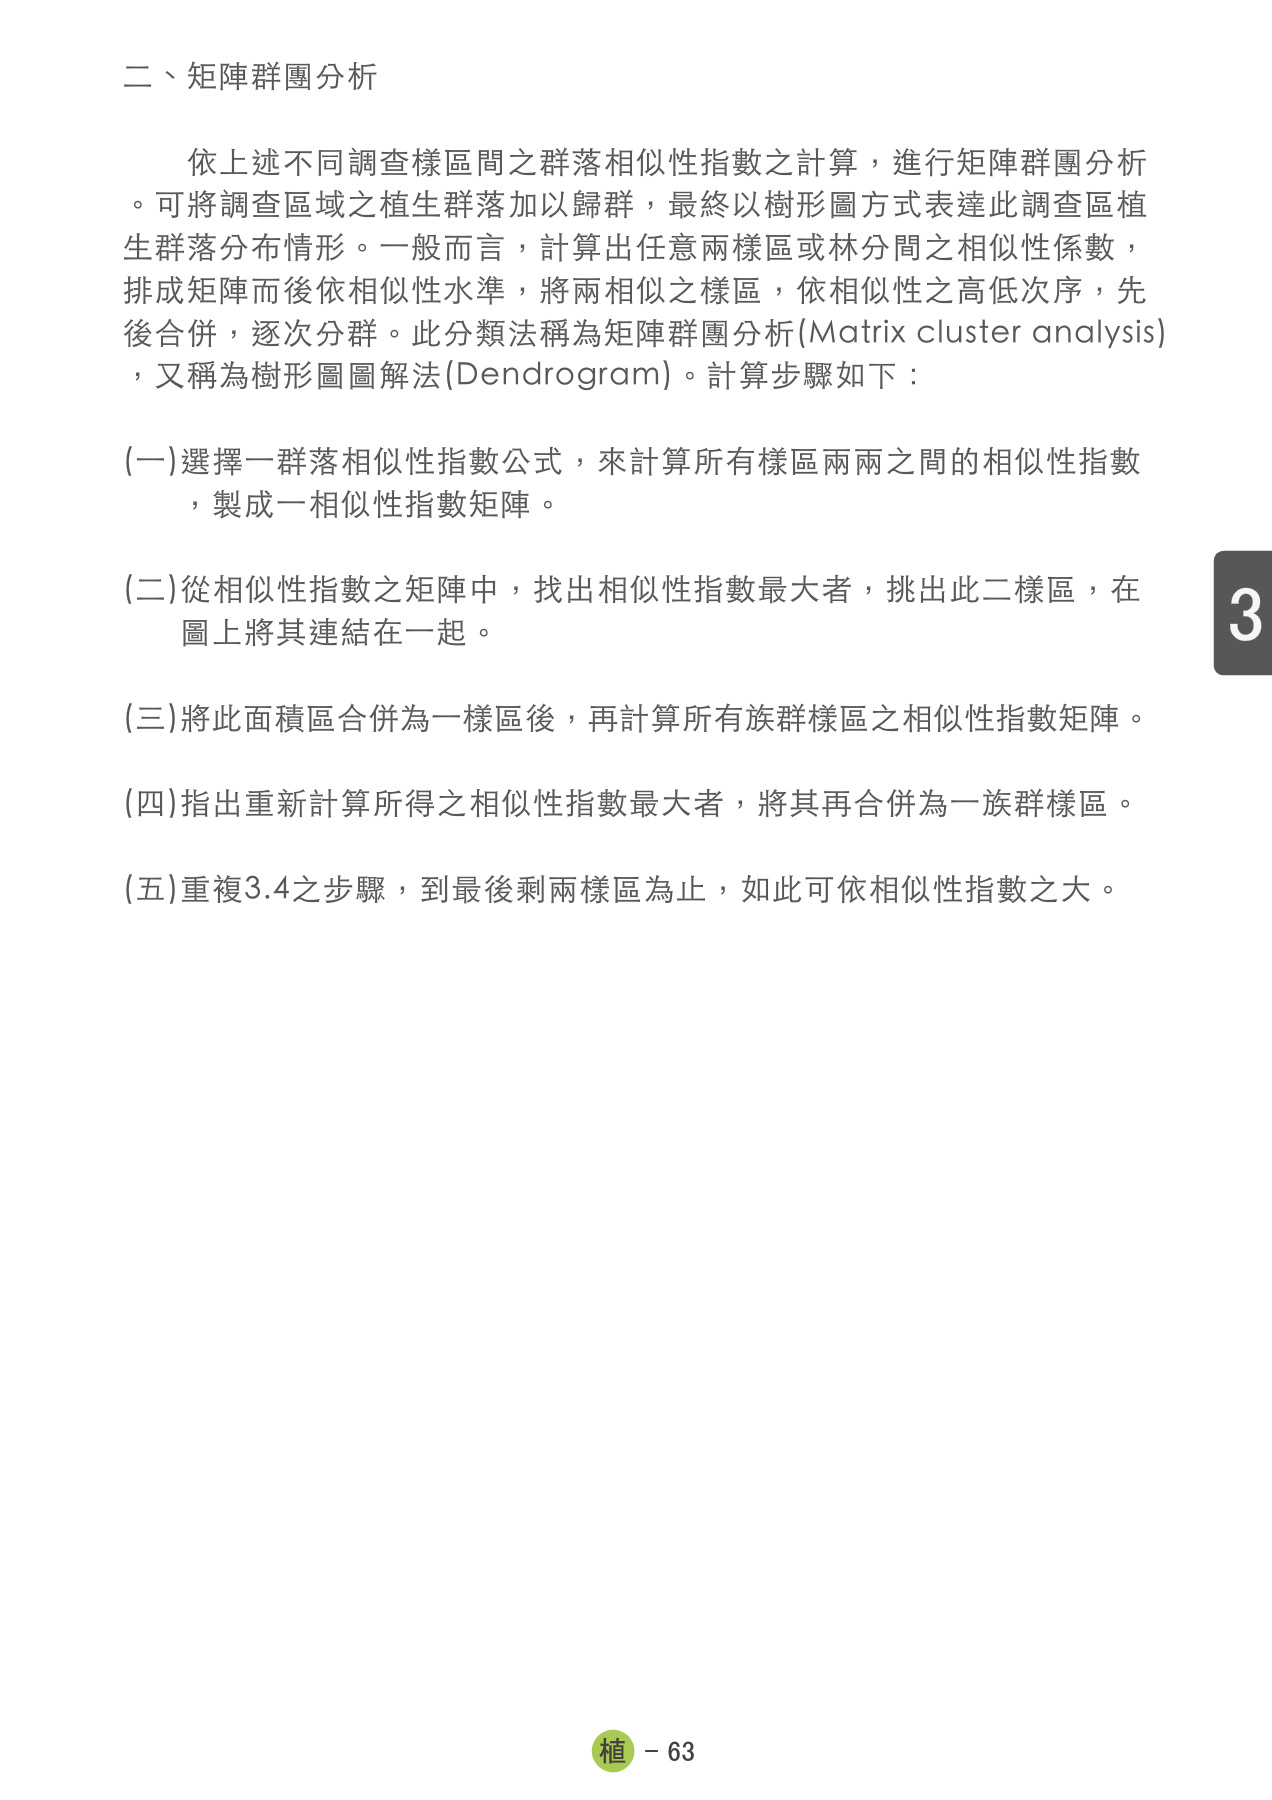 二、矩陣群團分析
依上述不同調查樣區間之群落相似性指數之計算，進行矩陣群團分析
。可將調查區域之植生群落加以歸群，最終以樹形圖方式表達此調查區植
生群落分布情形。一般而言，計算出任意兩樣區或林分間之相似性係數，
排成矩陣而後依相似性水準，將兩相似之樣區，依相似性之高低次序，先
後合併，逐次分群。此分類法稱為矩陣群團分析(Matrix cluster analysis)
，又稱為樹形圖圖解法(Dendrogram)。計算步驟如下：
(一)選擇一群落相似性指數公式，來計算所有樣區兩兩之間的相似性指數
，製成一相似性指數矩陣。
(二)從相似性指數之矩陣中，找出相似性指數最大者，挑出此二樣區，在
圖上將其連結在一起。
(三)將此面積區合併為一樣區後，再計算所有族群樣區之相似性指數矩陣。
(四)指出重新計算所得之相似性指數最大者，將其再合併為一族群樣區。
(五)重複3.4之步驟，到最後剩兩樣區為止，如此可依相似性指數之大。
3
植 - 63